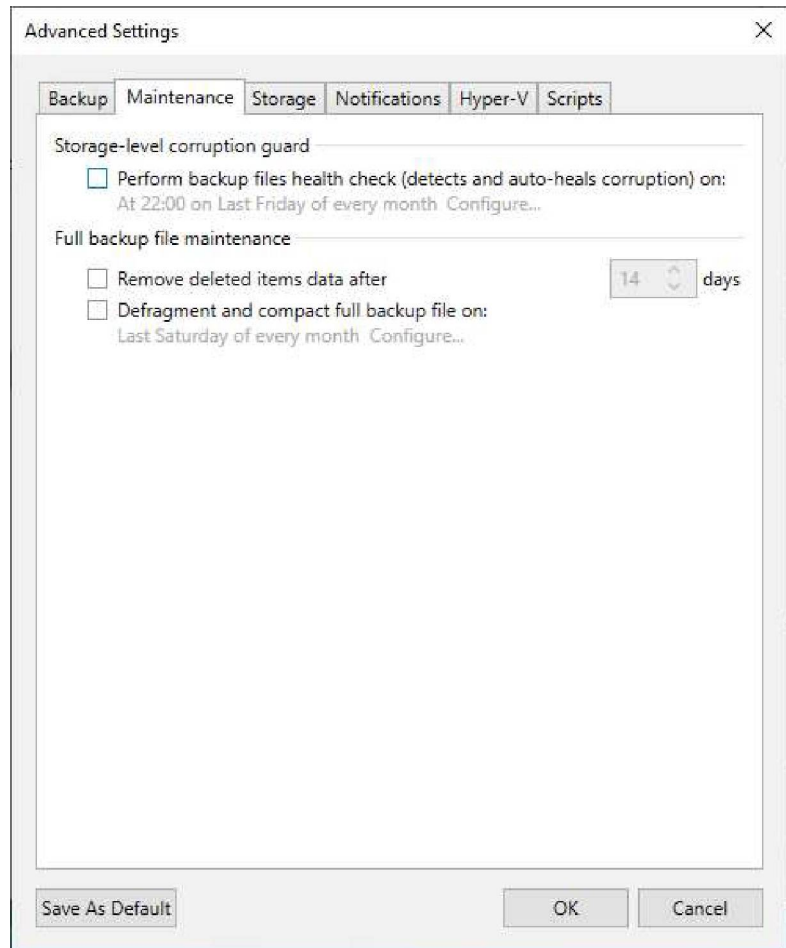 Advanced Settings
Backup Maintenance Storage Notifications Hyper-V Scripts
Storage-level corruption guard
Perform backup files health check (detects and auto-heals corruption) on:
At 22:00 on Last Friday of every month Configure...
Full backup file maintenance
Remove deleted items data after 14 days
Defragment and compact full backup file on:
Last Saturday of every month Configure...
Save As Default OK Cancel